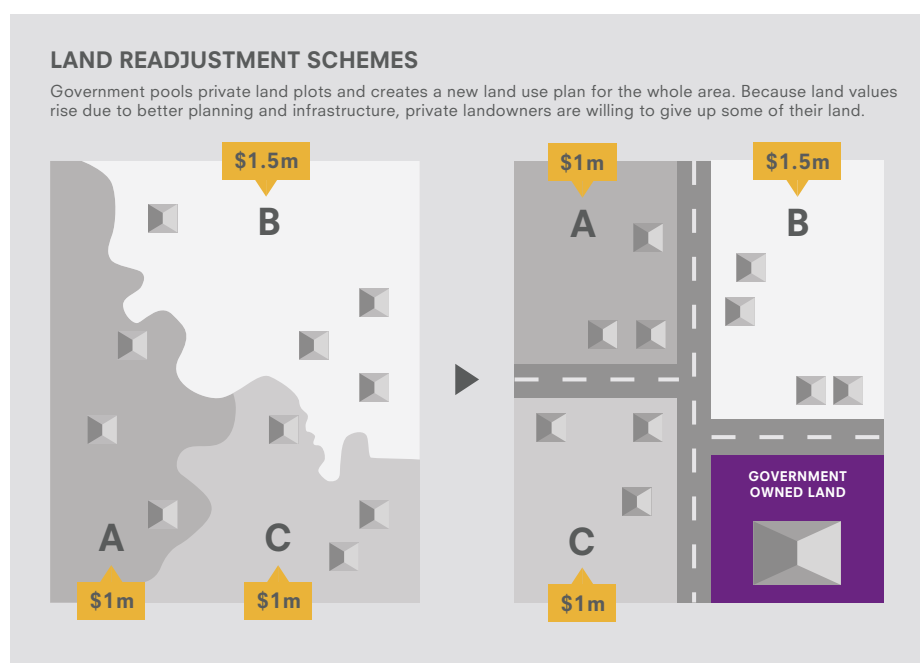 LAND READJUSTMENT SCHEMES
Government pools private land plots and creates a new land use plan for the whole area. Because land values
rise due to better planning and infrastructure, private landowners are willing to give up some of their land.
$1.5m
B
A
C
$1m
$1m
$1m
$1.5m
A
B
GOVERNMENT
OWNED LAND
C
$1m